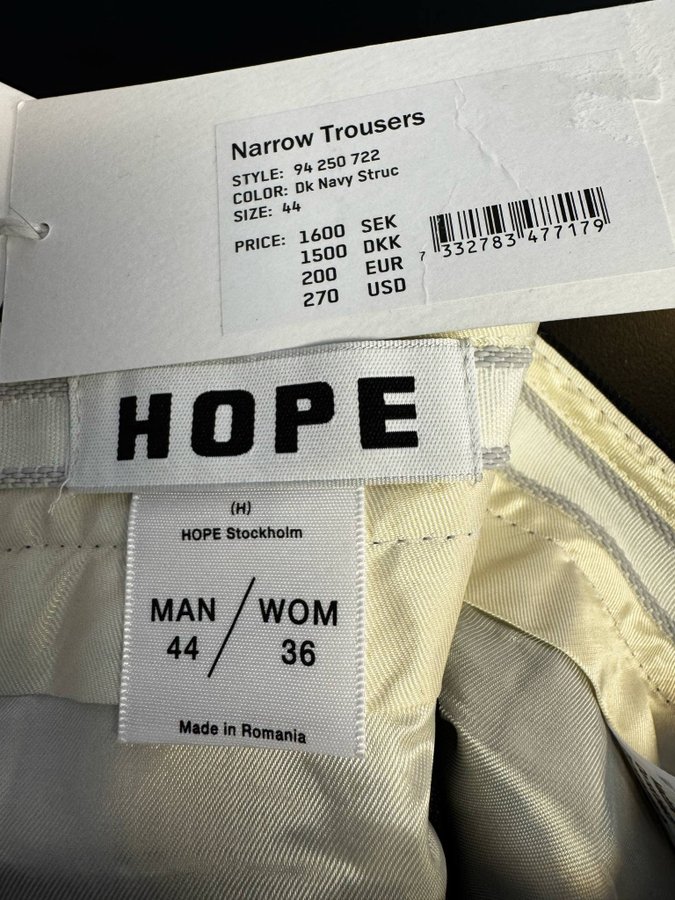 Narrow Trousers
STYLE: 94 250 722
COLOR: Dk Navy Struc
SIZE: 44
PRICE: 1600 SEK
1500 DKK
200 EUR
270 USD
7 332783 477179
HOPE
(H)
HOPE Stockholm
MAN / WOM
44 36
Made in Romania